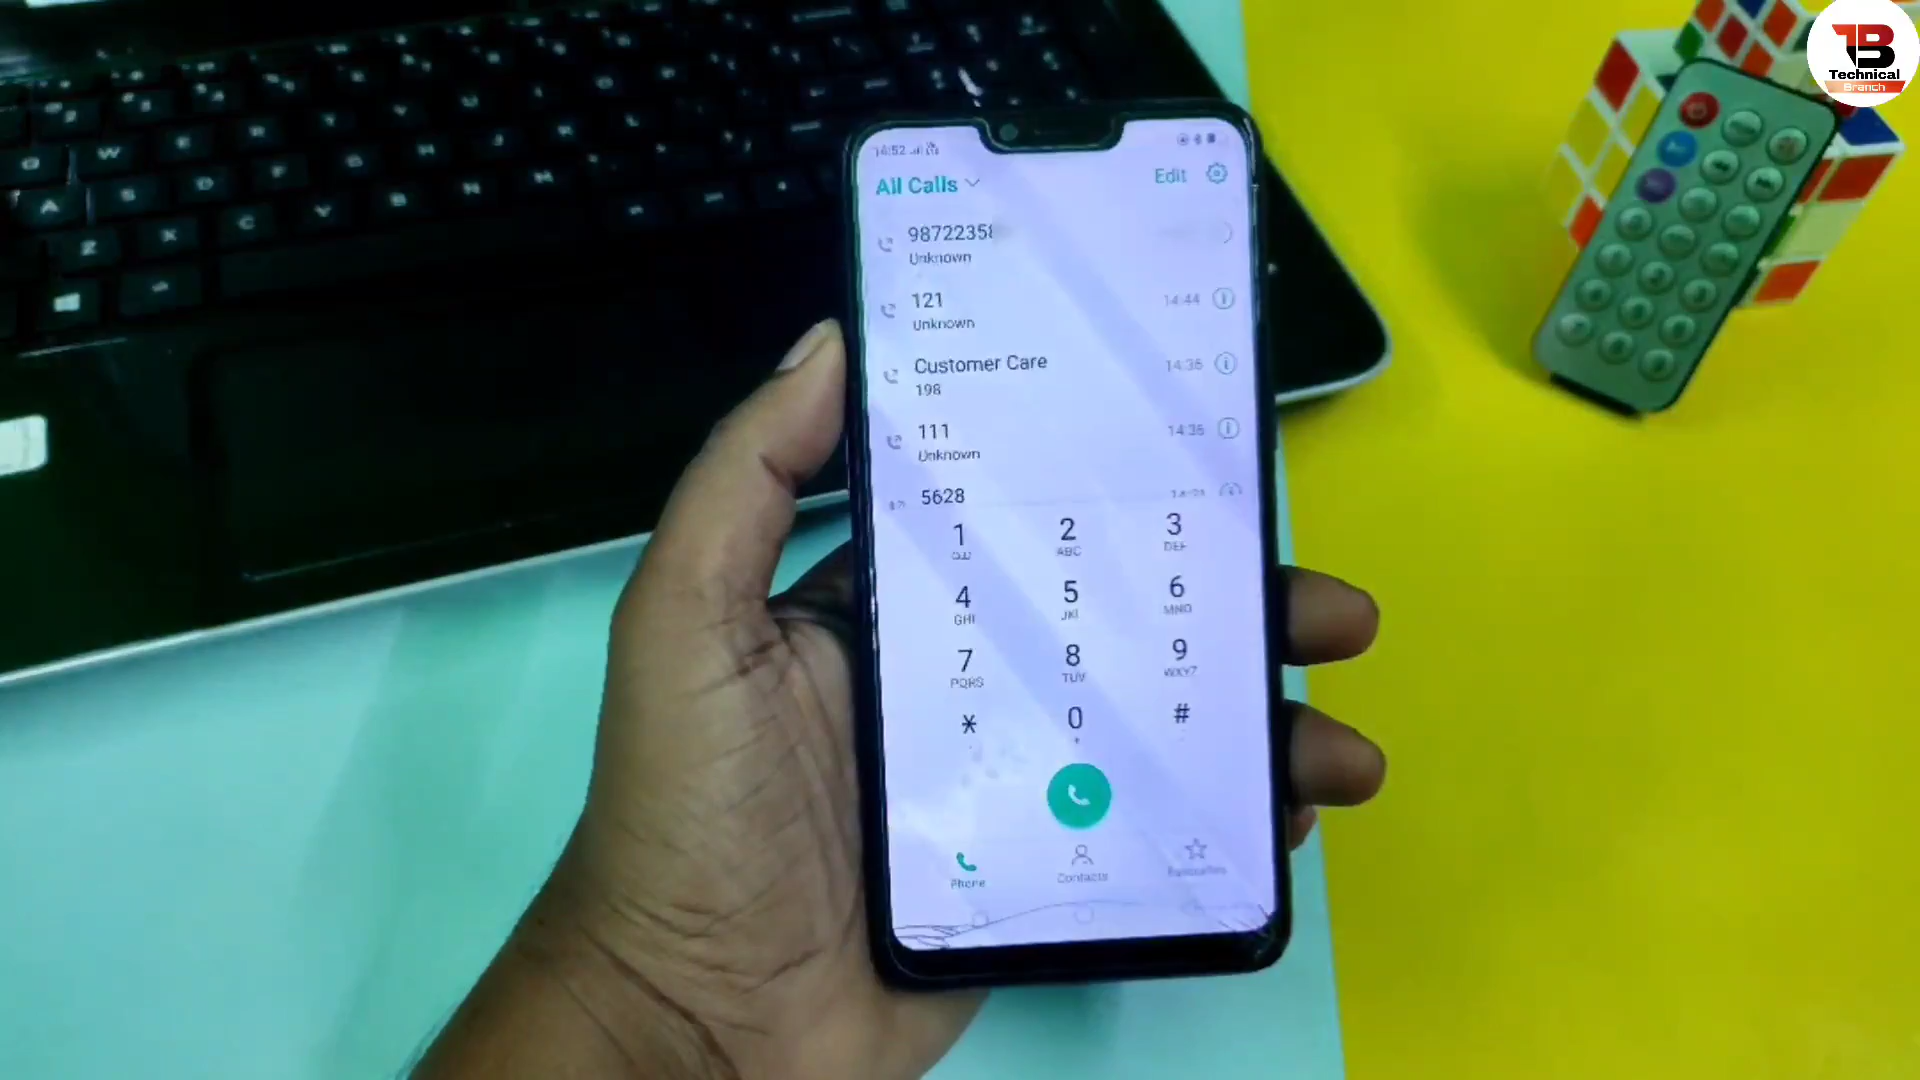 Technical
Branch
16:52
All Calls
Edit
98722358
Unknown
121
14:44
Unknown
Customer Care
14:36
198
111
14:36
Unknown
5628
1
2 ABC
3 DEF
4 GHI
5 JKL
6 MNO
7 PQRS
8 TUV
9 WXYZ
*
0 +
#
Phone
Contacts
Favourites